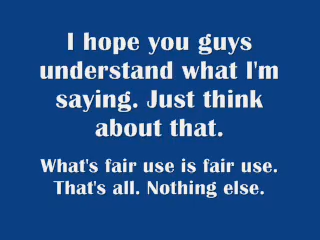 I hope you guys
understand what I'm
saying. Just think
about that.
What's fair use is fair use.
That's all. Nothing else.